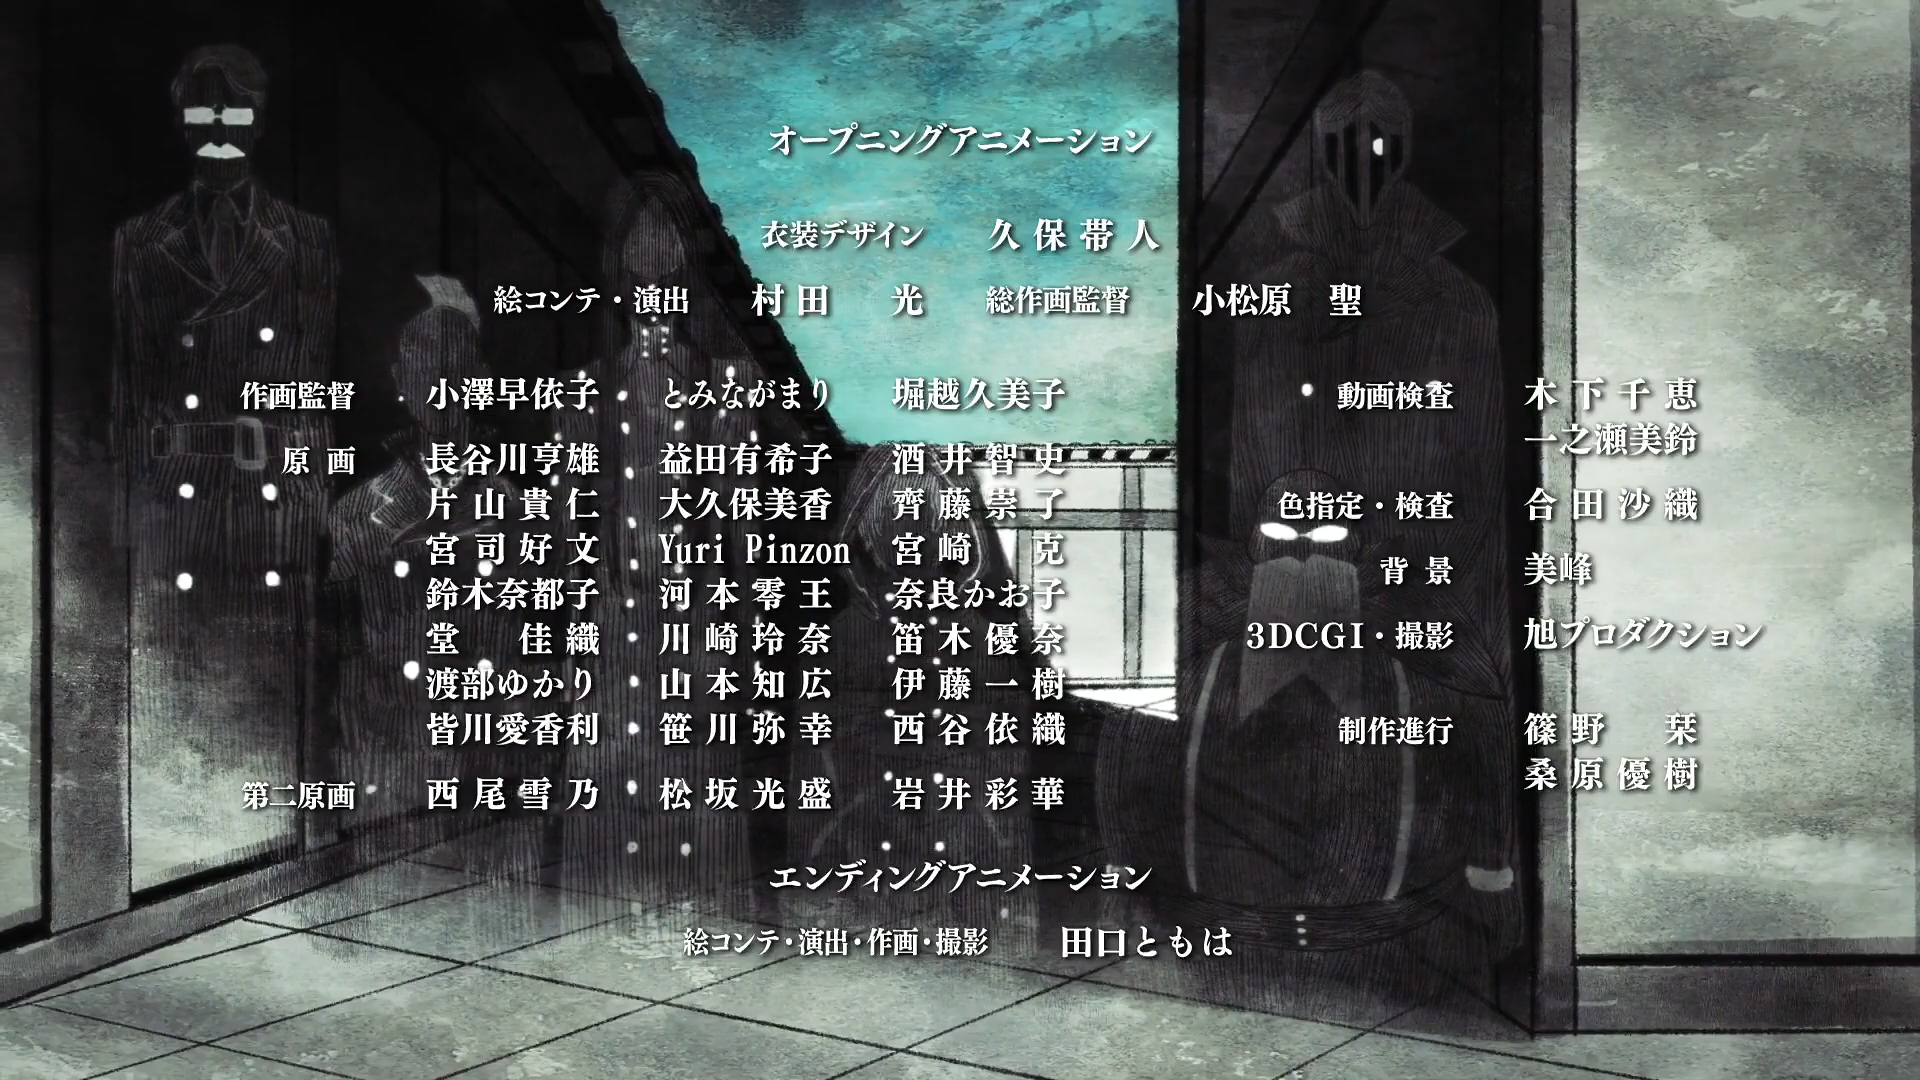 オープニングアニメーション
衣装デザイン 久保帯人
絵コンテ・演出 村田 光 総作画監督 小松原 聖
作画監督 小澤早依子 とみながまり 堀越久美子
原画 長谷川亨雄 益田有希子 酒井智史
片山貴仁 大久保美香 齊藤崇了
宮司好文 Yuri Pinzon 宮崎 克
鈴木奈都子 河本零王 奈良かお子
堂 佳織 川崎玲奈 笛木優奈
渡部ゆかり 山本知広 伊藤一樹
皆川愛香利 笹川弥幸 西谷依織
第二原画 西尾雪乃 松坂光盛 岩井彩華
動画検査 木下千恵
一之瀬美鈴
色指定・検査 合田沙織
背景 美峰
3DCGI・撮影 旭プロダクション
制作進行 篠野 栞
桑原優樹
エンディングアニメーション
絵コンテ・演出・作画・撮影 田口ともは